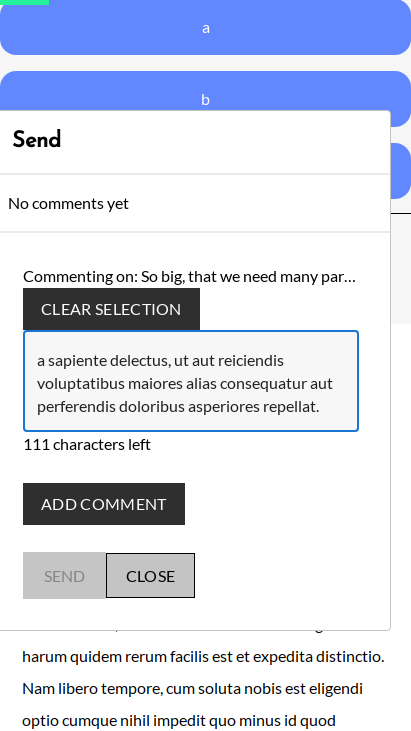 a
b
Send
No comments yet
Commenting on: So big, that we need many par...
CLEAR SELECTION
a sapiente delectus, ut aut reiciendis
voluptatibus maiores alias consequatur aut
perferendis doloribus asperiores repellat.
111 characters left
ADD COMMENT
SEND CLOSE
harum quidem rerum facilis est et expedita distinctio.
Nam libero tempore, cum soluta nobis est eligendi
optio cumque nihil impedit quo minus id quod